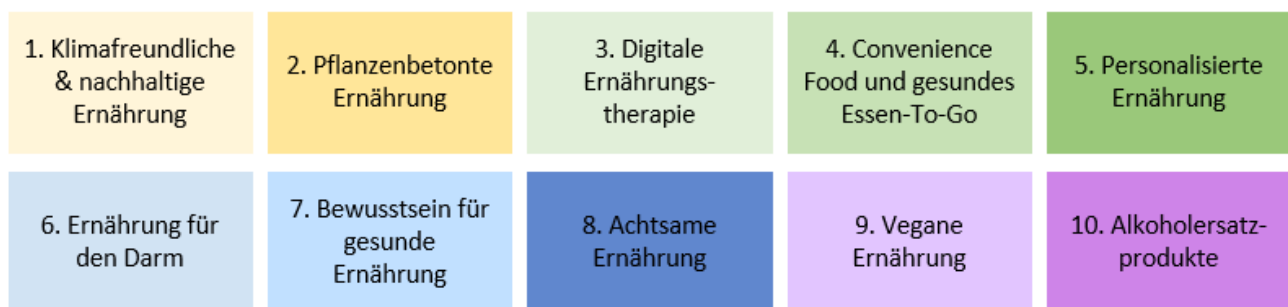 1. Klimafreundliche
& nachhaltige
Ernährung
2. Pflanzenbetonte
Ernährung
3. Digitale
Ernährungs-
therapie
4. Convenience
Food und gesundes
Essen-To-Go
5. Personalisierte
Ernährung
6. Ernährung für
den Darm
7. Bewusstsein für
gesunde
Ernährung
8. Achtsame
Ernährung
9. Vegane
Ernährung
10. Alkoholersatz-
produkte